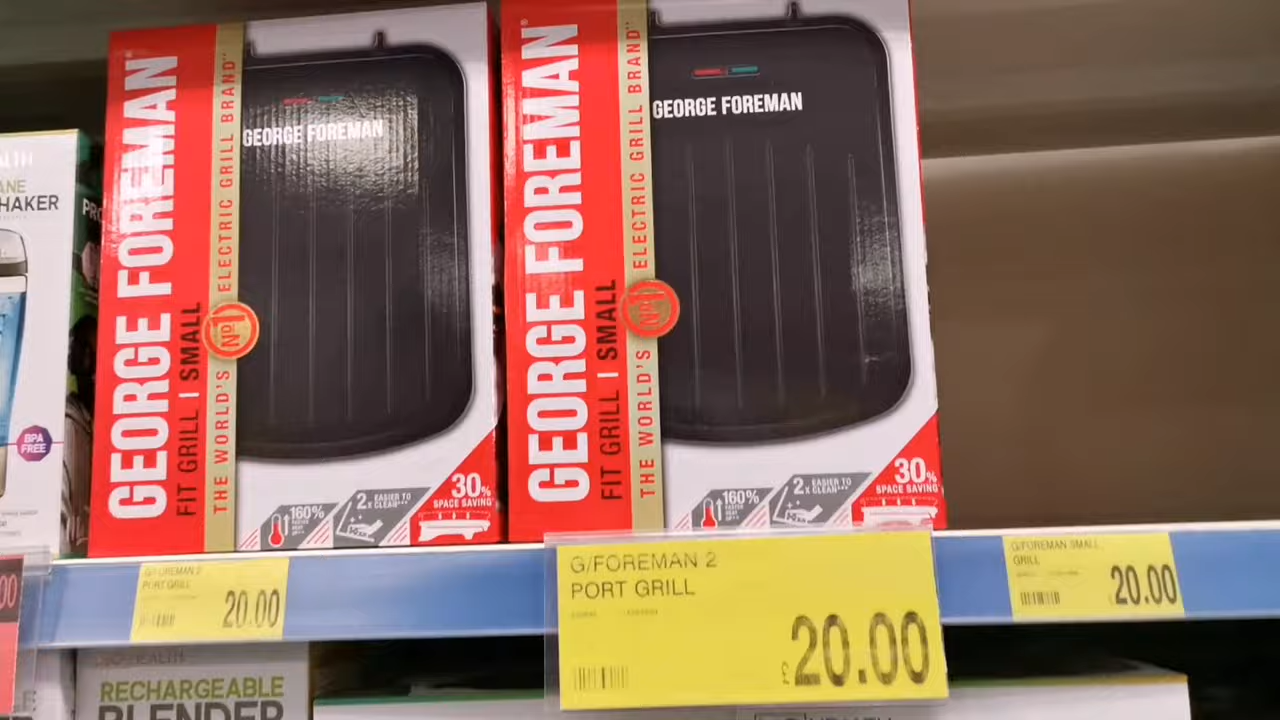 GEORGE FOREMAN
FIT GRILL | SMALL
THE WORLD'S No1 ELECTRIC GRILL BRAND
GEORGE FOREMAN
160%
2x EASIER TO CLEAN
30% SPACE SAVING
GEORGE FOREMAN
FIT GRILL | SMALL
THE WORLD'S No1 ELECTRIC GRILL BRAND
GEORGE FOREMAN
160%
2x EASIER TO CLEAN
30% SPACE SAVING
HAKER
BPA
FREE
G/FOREMAN 2
PORT GRILL
20.00
G/FOREMAN 2
PORT GRILL
£20.00
G/FOREMAN SMALL
GRILL
20.00
RECHARGEABLE
BLENDER